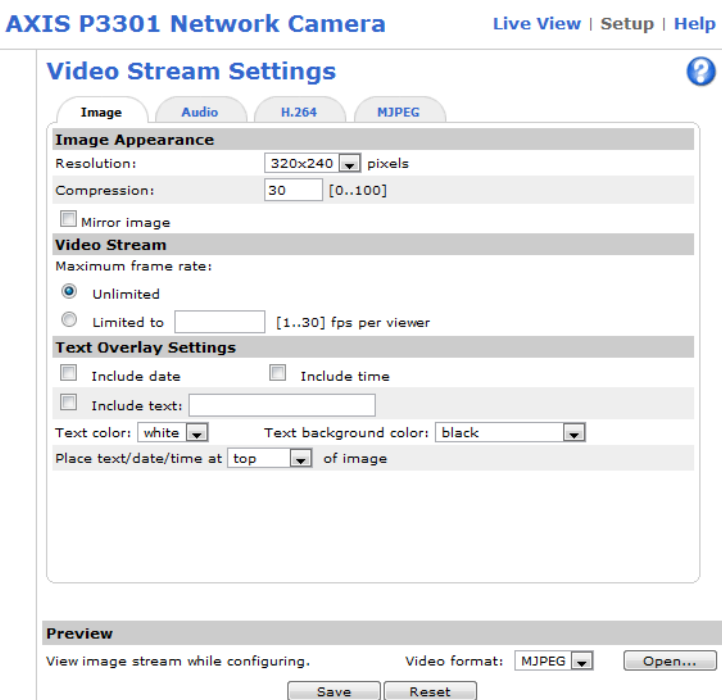 AXIS P3301 Network Camera Live View | Setup | Help
Video Stream Settings ?
Image Audio H.264 MJPEG
Image Appearance
Resolution: 320x240 pixels
Compression: 30 [0..100]
Mirror image
Video Stream
Maximum frame rate:
Unlimited
Limited to [1..30] fps per viewer
Text Overlay Settings
Include date Include time
Include text:
Text color: white Text background color: black
Place text/date/time at top of image
Preview
View image stream while configuring. Video format: MJPEG Open...
Save Reset